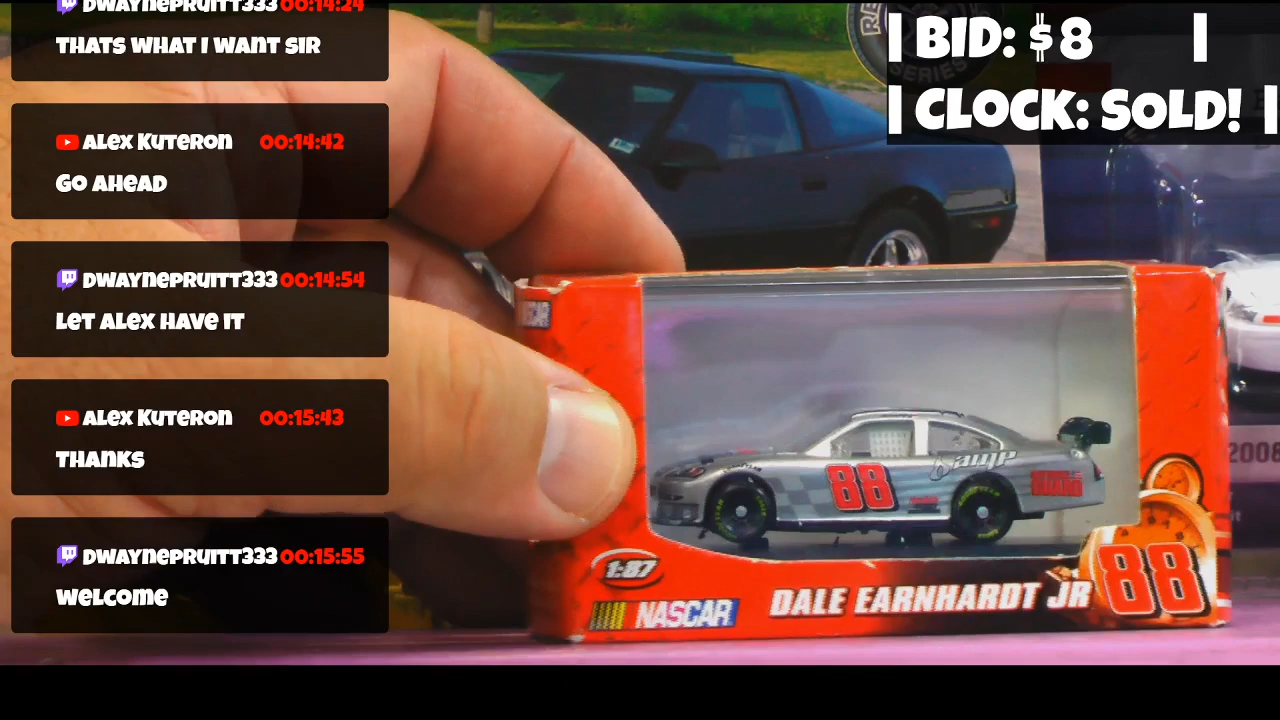 DWAYNEPRUITT333 00:14:24
THATS WHAT I WANT SIR
ALEX KUTERON 00:14:42
GO AHEAD
DWAYNEPRUITT333 00:14:54
LET ALEX HAVE IT
ALEX KUTERON 00:15:43
THANKS
DWAYNEPRUITT333 00:15:55
WELCOME
| BID: $8 |
| CLOCK: SOLD! |
SERIES
2008
88
Amp
1:87
NASCAR
DALE EARNHARDT JR
88